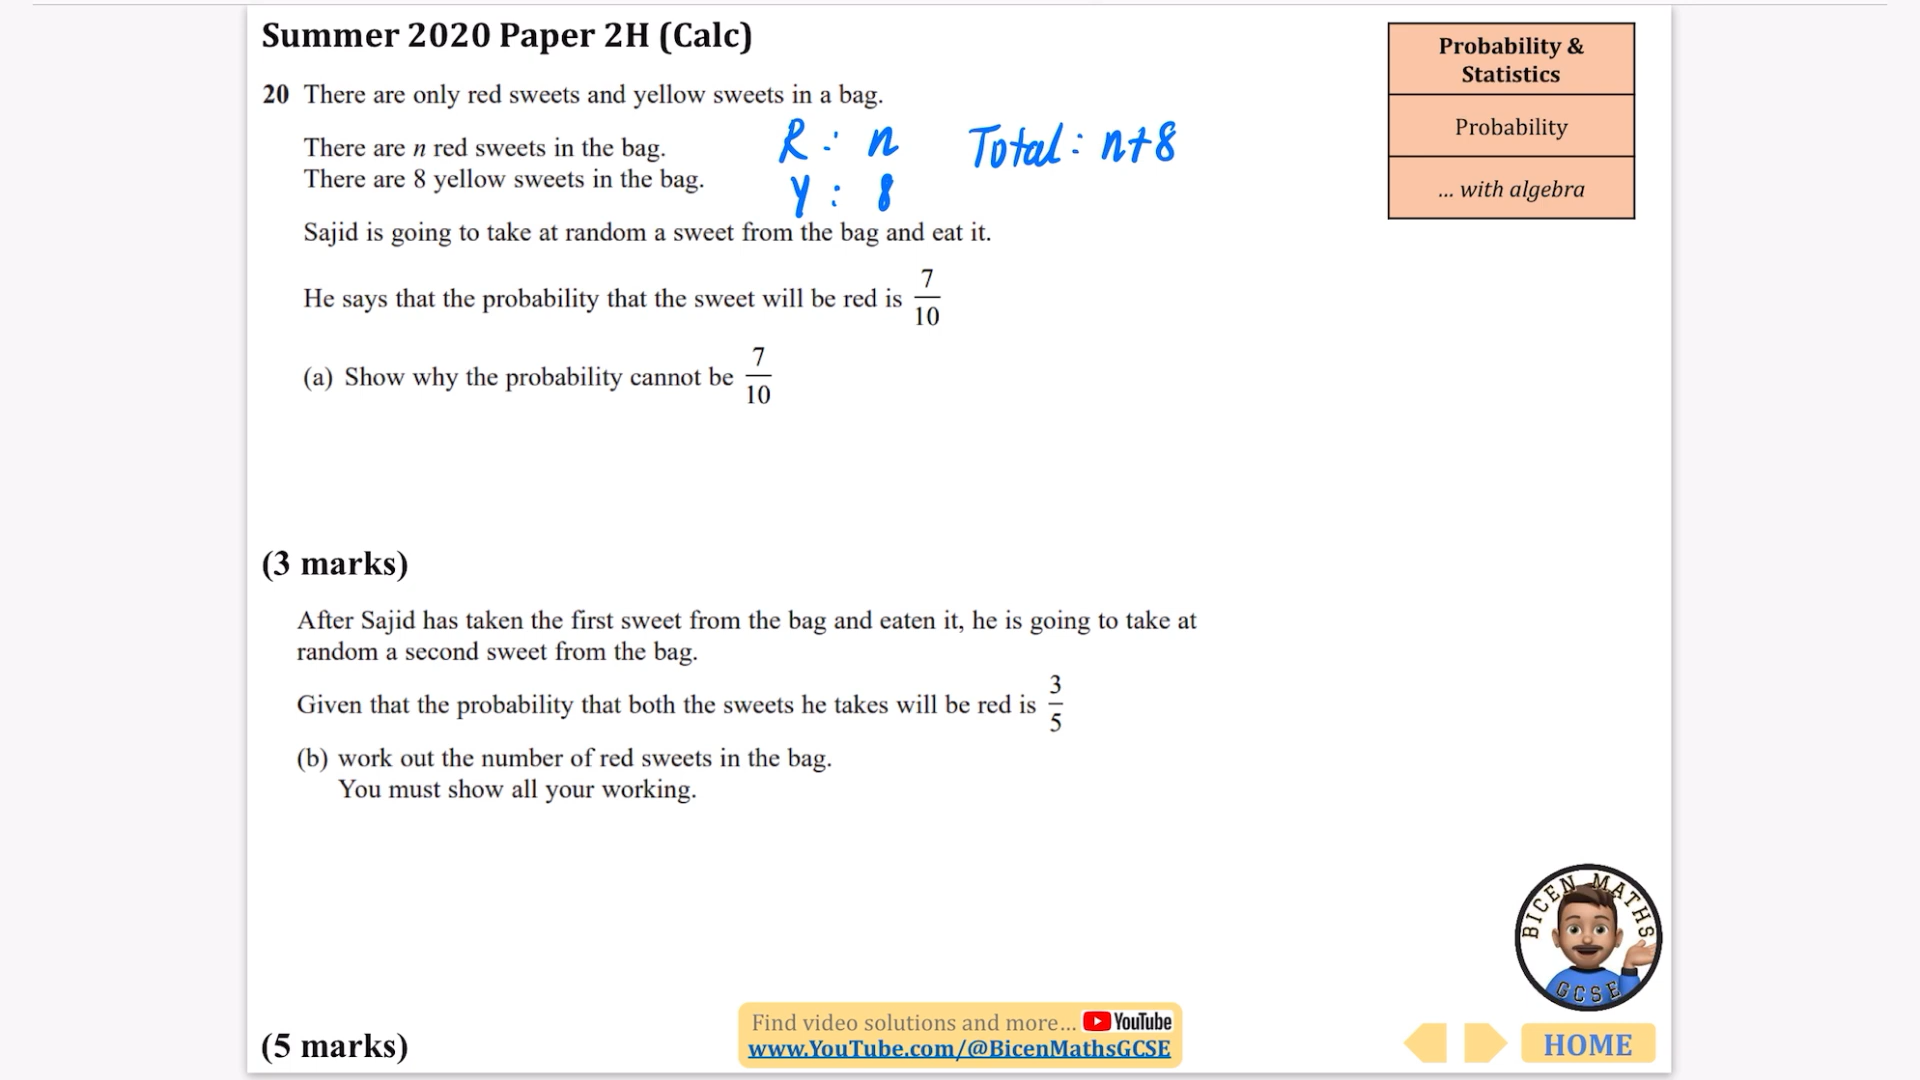 Summer 2020 Paper 2H (Calc)
20 There are only red sweets and yellow sweets in a bag.
There are n red sweets in the bag.
There are 8 yellow sweets in the bag.
R : n
Y : 8
Total : n+8
Sajid is going to take at random a sweet from the bag and eat it.
He says that the probability that the sweet will be red is 7/10
(a) Show why the probability cannot be 7/10
(3 marks)
After Sajid has taken the first sweet from the bag and eaten it, he is going to take at
random a second sweet from the bag.
Given that the probability that both the sweets he takes will be red is 3/5
(b) work out the number of red sweets in the bag.
You must show all your working.
(5 marks)
Probability &
Statistics
Probability
... with algebra
BICEN MATHS
GCSE
Find video solutions and more... YouTube
www.YouTube.com/@BicenMathsGCSE
HOME